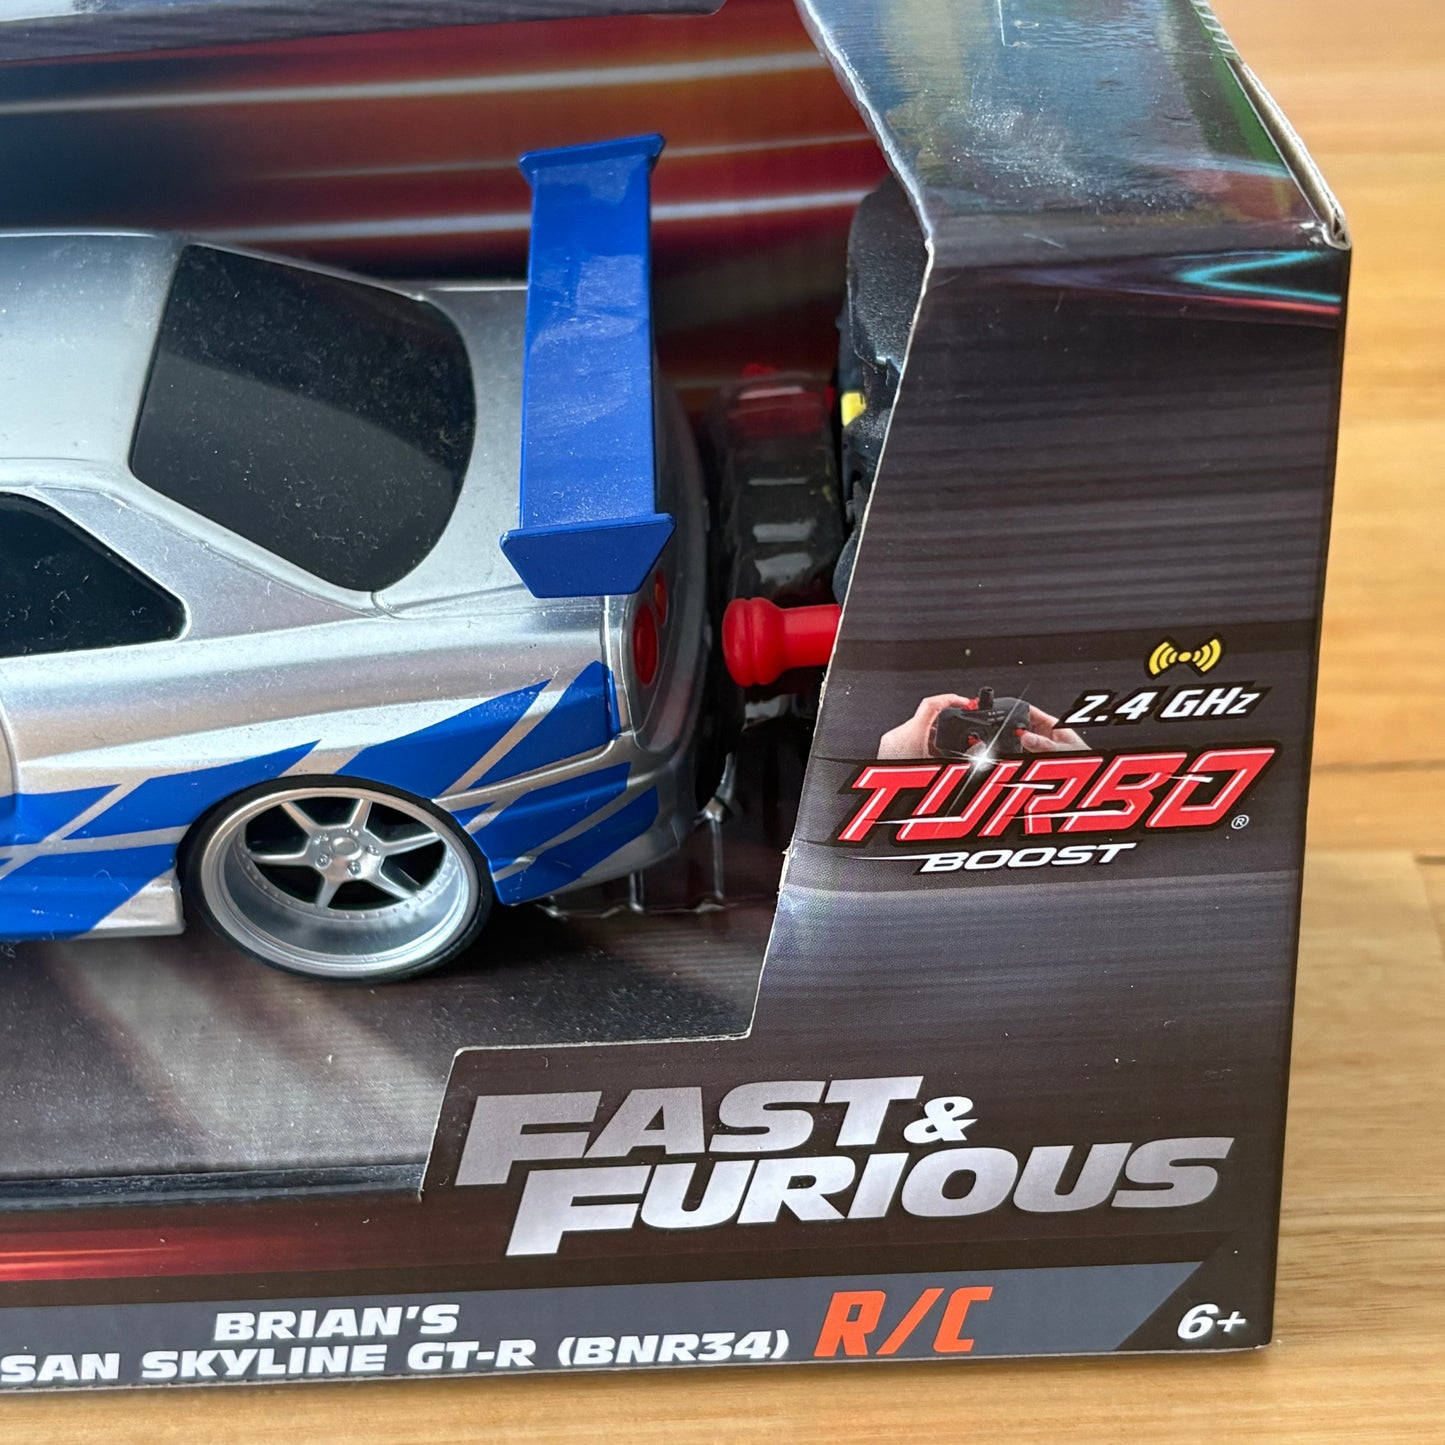 2.4 GHz
TURBO®
BOOST
FAST &
FURIOUS
BRIAN'S
SAN SKYLINE GT-R (BNR34) R/C
6+